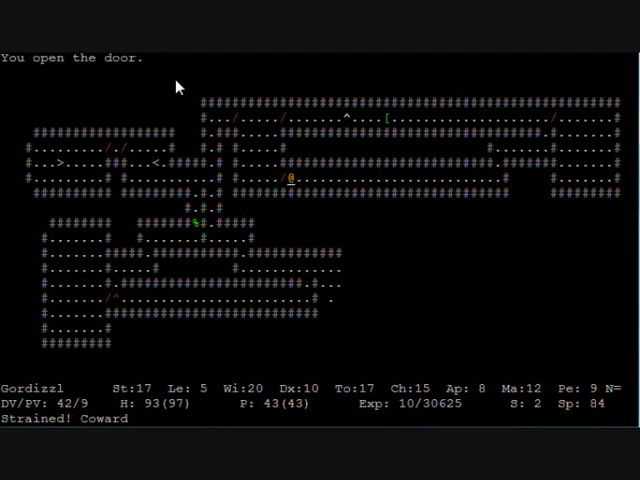 You open the door.
Gordizzl St:17 Le: 5 Wi:20 Dx:10 To:17 Ch:15 Ap: 8 Ma:12 Pe: 9 N=
DV/PV: 42/9 H: 93(97) P: 43(43) Exp: 10/30625 S: 2 Sp: 84
Strained! Coward